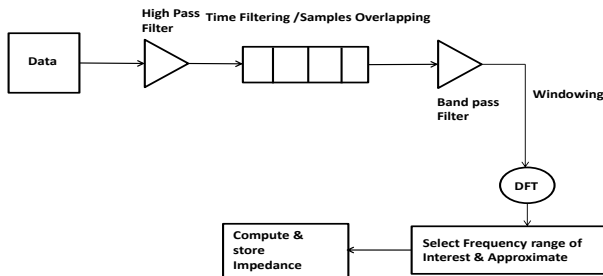 High Pass
Filter
Time Filtering /Samples Overlapping
Data
Band pass
Filter
Windowing
DFT
Select Frequency range of
Interest & Approximate
Compute &
store
Impedance